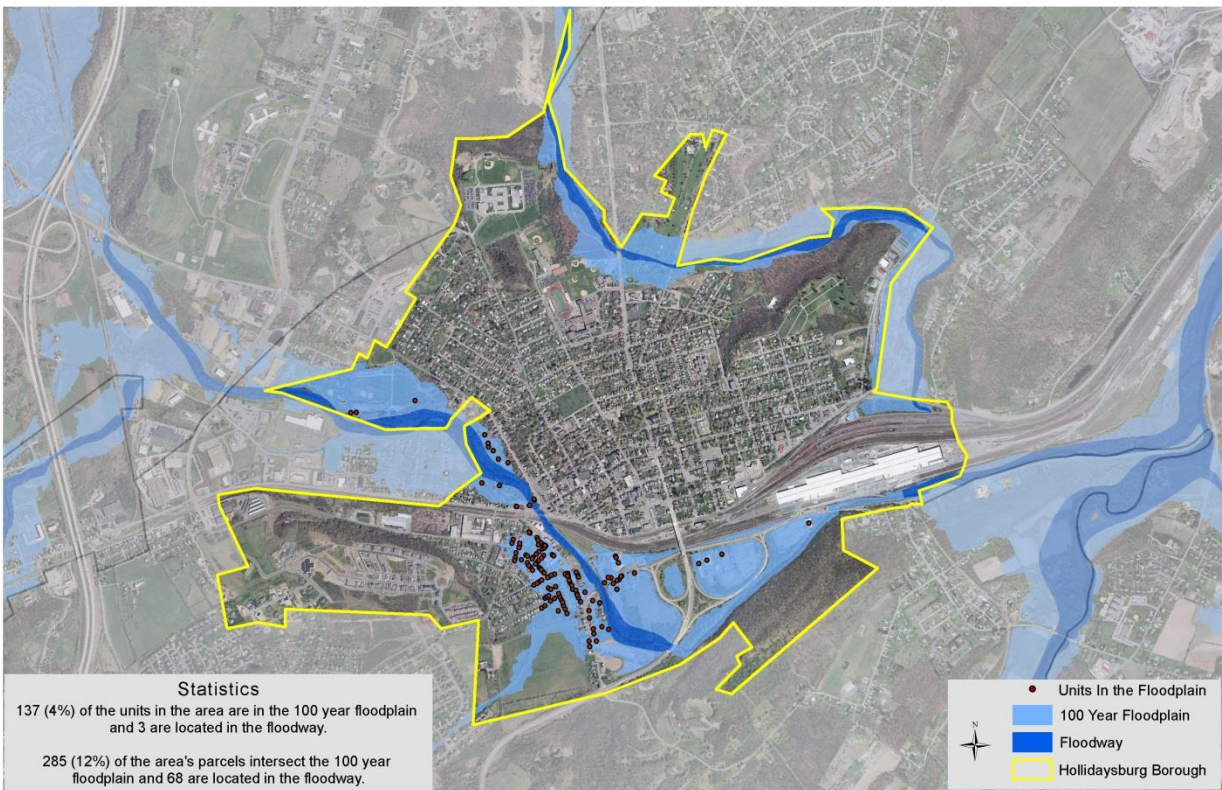 Statistics
137 (4%) of the units in the area are in the 100 year floodplain
and 3 are located in the floodway.
285 (12%) of the area's parcels intersect the 100 year
floodplain and 68 are located in the floodway.
N
Units In the Floodplain
100 Year Floodplain
Floodway
Hollidaysburg Borough